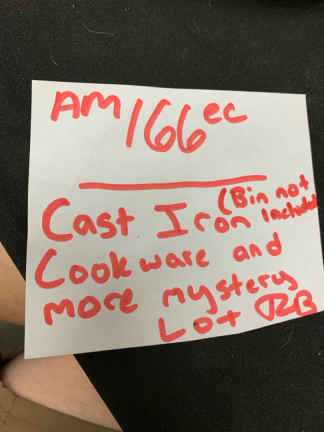 AM166ec
Cast Iron (Bin not Included
Cookware and
more mystery
Lot RB